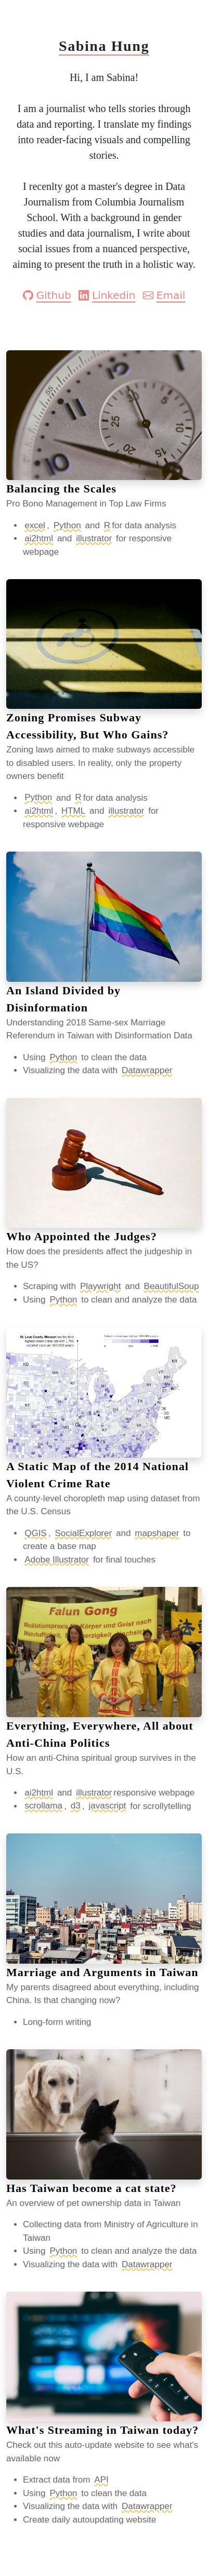 Sabina Hung
Hi, I am Sabina!
I am a journalist who tells stories through
data and reporting. I translate my findings
into reader-facing visuals and compelling
stories.
I recenlty got a master's degree in Data
Journalism from Columbia Journalism
School. With a background in gender
studies and data journalism, I write about
social issues from a nuanced perspective,
aiming to present the truth in a holistic way.
Github Linkedin Email
Balancing the Scales
Pro Bono Management in Top Law Firms
excel, Python and R for data analysis
ai2html and illustrator for responsive
webpage
Zoning Promises Subway
Accessibility, But Who Gains?
Zoning laws aimed to make subways accessible
to disabled users. In reality, only the property
owners benefit
Python and R for data analysis
ai2html, HTML and illustrator for
responsive webpage
An Island Divided by
Disinformation
Understanding 2018 Same-sex Marriage
Referendum in Taiwan with Disinformation Data
Using Python to clean the data
Visualizing the data with Datawrapper
Who Appointed the Judges?
How does the presidents affect the judgeship in
the US?
Scraping with Playwright and BeautifulSoup
Using Python to clean and analyze the data
A Static Map of the 2014 National
Violent Crime Rate
A county-level choropleth map using dataset from
the U.S. Census
QGIS, SocialExplorer and mapshaper to
create a base map
Adobe Illustrator for final touches
Falun Gong
Everything, Everywhere, All about
Anti-China Politics
How an anti-China spiritual group survives in the
U.S.
ai2html and illustrator responsive webpage
scrollama, d3, javascript for scrollytelling
Marriage and Arguments in Taiwan
My parents disagreed about everything, including
China. Is that changing now?
Long-form writing
Has Taiwan become a cat state?
An overview of pet ownership data in Taiwan
Collecting data from Ministry of Agriculture in
Taiwan
Using Python to clean and analyze the data
Visualizing the data with Datawrapper
What's Streaming in Taiwan today?
Check out this auto-update website to see what's
available now
Extract data from API
Using Python to clean the data
Visualizing the data with Datawrapper
Create daily autoupdating website